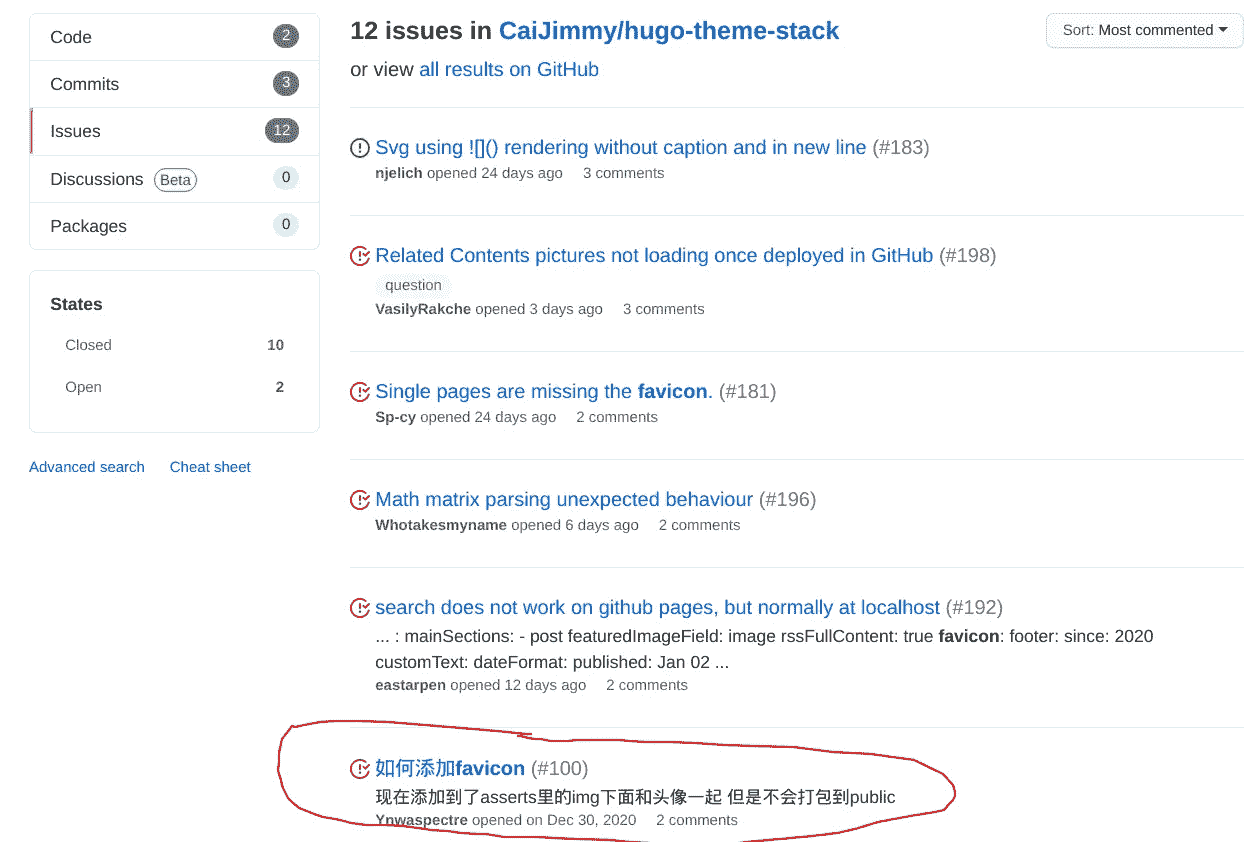 Code 2
Commits 3
Issues 12
Discussions Beta 0
Packages 0
States
Closed 10
Open 2
Advanced search Cheat sheet
12 issues in CaiJimmy/hugo-theme-stack
Sort: Most commented
or view all results on GitHub
Svg using ![]() rendering without caption and in new line (#183)
njelich opened 24 days ago 3 comments
Related Contents pictures not loading once deployed in GitHub (#198)
question
VasilyRakche opened 3 days ago 3 comments
Single pages are missing the favicon. (#181)
Sp-cy opened 24 days ago 2 comments
Math matrix parsing unexpected behaviour (#196)
Whotakesmyname opened 6 days ago 2 comments
search does not work on github pages, but normally at localhost (#192)
... : mainSections: - post featuredImageField: image rssFullContent: true favicon: footer: since: 2020
customText: dateFormat: published: Jan 02 ...
eastarpen opened 12 days ago 2 comments
如何添加favicon (#100)
现在添加到了asserts里的img下面和头像一起 但是不会打包到public
Ynwaspectre opened on Dec 30, 2020 2 comments